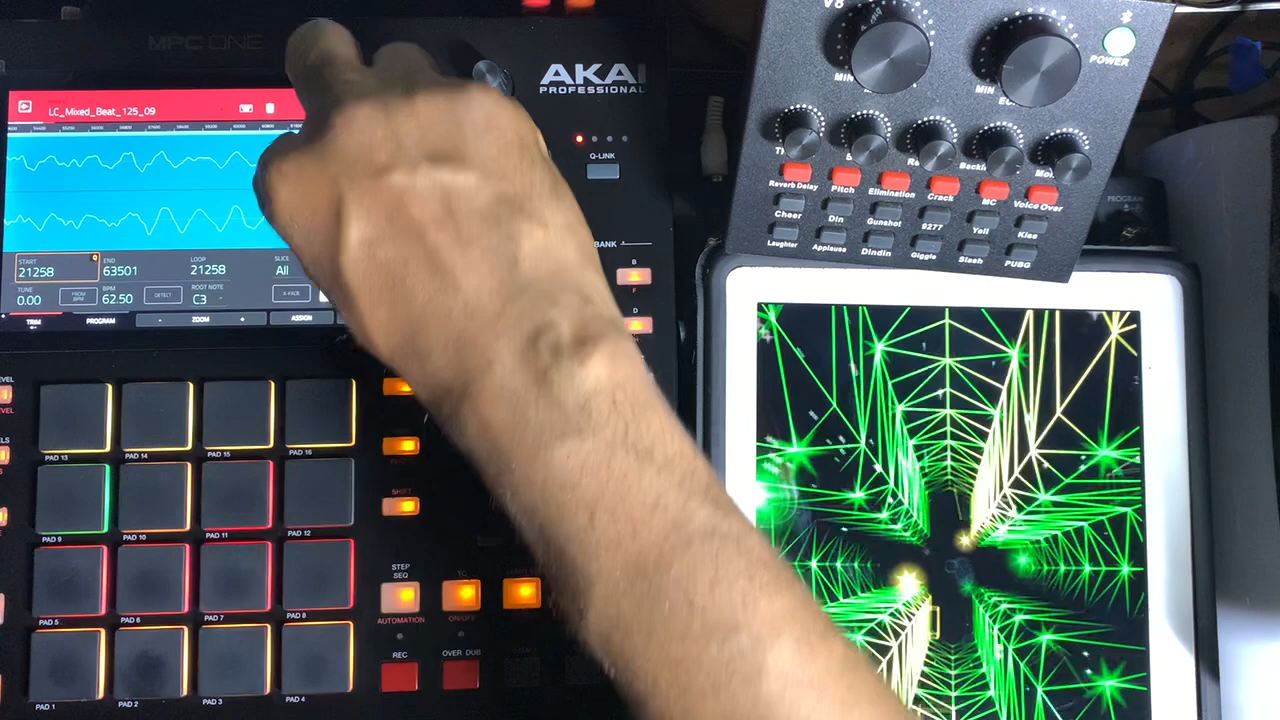 MPC ONE
AKAI
PROFESSIONAL
LC_Mixed_Beat_125_09
START
21258
END
63501
LOOP
21258
SLICE
All
TUNE
0.00
FROM BPM
BPM
62.50
DETECT
ROOT NOTE
C3
X-FADE
TRIM
PROGRAM
- ZOOM +
ASSIGN
Q-LINK
BANK
B
F
PAD 13
PAD 14
PAD 15
PAD 16
PAD 9
PAD 10
PAD 11
PAD 12
PAD 5
PAD 6
PAD 7
PAD 8
PAD 1
PAD 2
PAD 3
PAD 4
SHIFT
STEP SEQ
AUTOMATION
TC
ON/OFF
REC
OVER DUB
V8
MIN
MIN
POWER
Reverb Delay
Pitch
Elimination
Crack
MC
Voice Over
Cheer
Din
Gunshot
9277
Yell
Kiss
Laughter
Applause
Dindin
Giggle
Slash
PUBG
PROGRAM